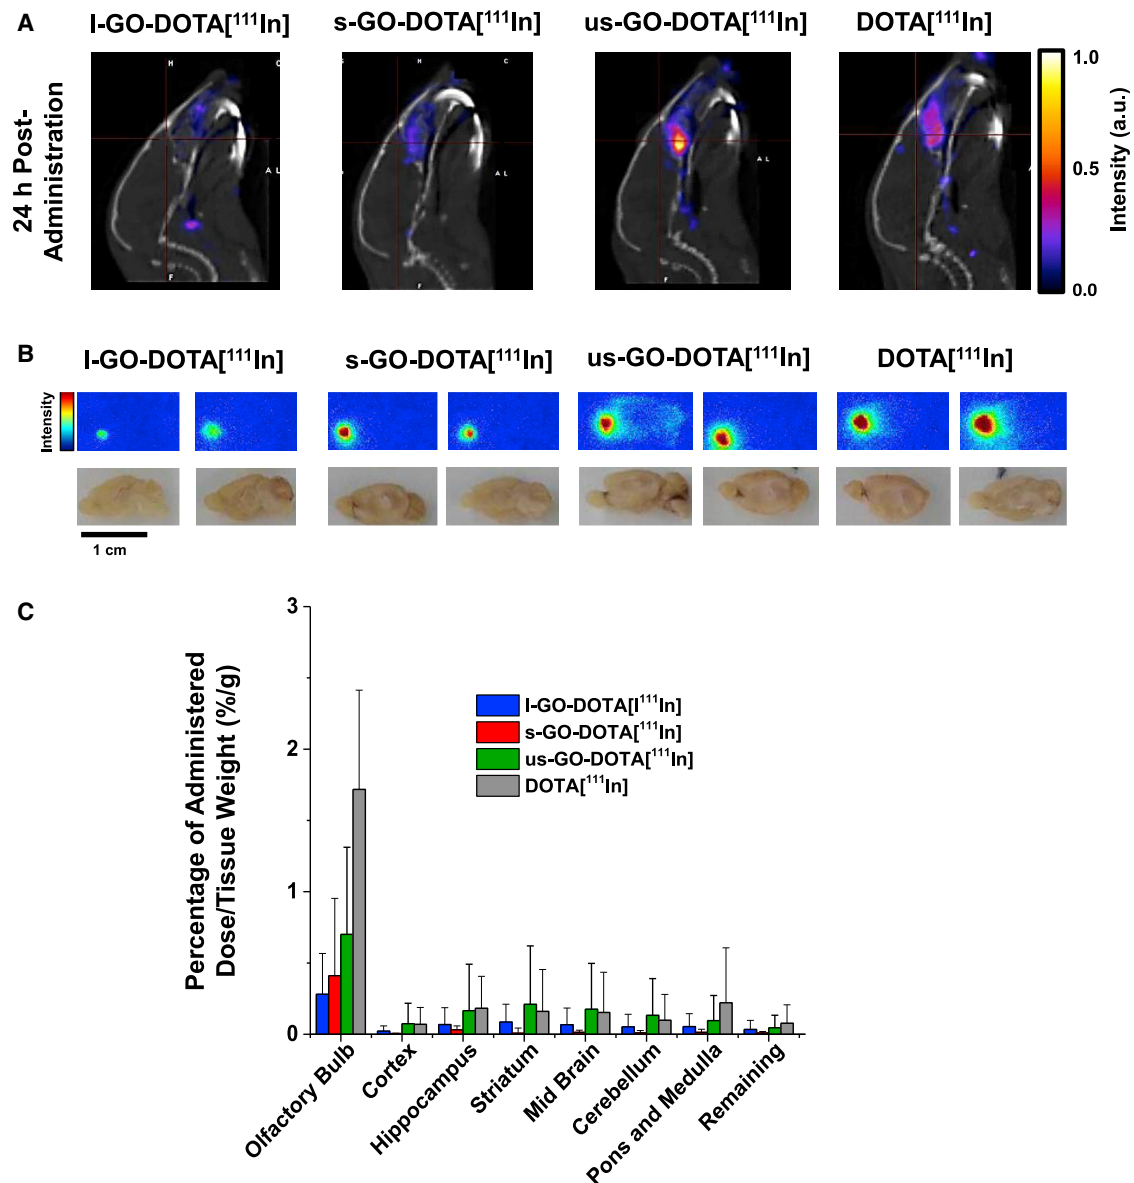 A
l-GO-DOTA[¹¹¹In]
s-GO-DOTA[¹¹¹In]
us-GO-DOTA[¹¹¹In]
DOTA[¹¹¹In]
24 h Post-
Administration
H
C
A L
F
H
C
A L
F
A L
F
1.0
0.5
0.0
Intensity (a.u.)
B
l-GO-DOTA[¹¹¹In]
s-GO-DOTA[¹¹¹In]
us-GO-DOTA[¹¹¹In]
DOTA[¹¹¹In]
Intensity
1 cm
C
Percentage of Administered
Dose/Tissue Weight (%/g)
3
2
1
0
l-GO-DOTA[I¹¹¹In]
s-GO-DOTA[¹¹¹In]
us-GO-DOTA[¹¹¹In]
DOTA[¹¹¹In]
Olfactory Bulb
Cortex
Hippocampus
Striatum
Mid Brain
Cerebellum
Pons and Medulla
Remaining